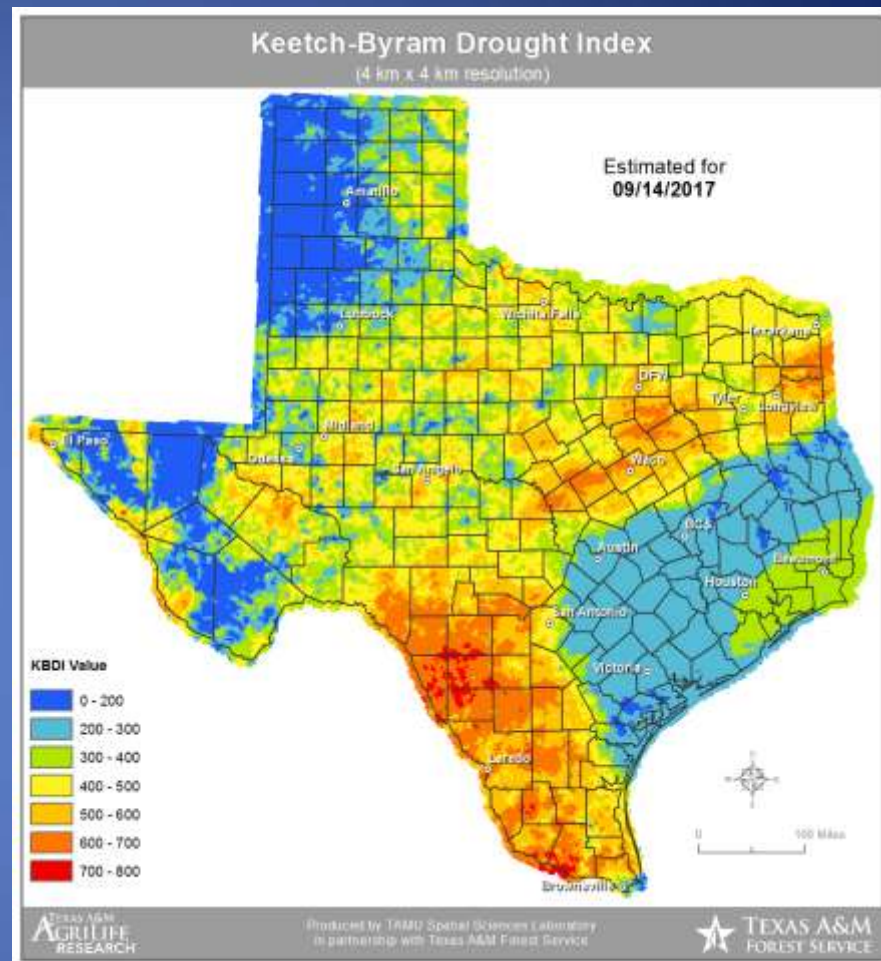 Keetch-Byram Drought Index
(4 km x 4 km resolution)
Estimated for
09/14/2017
Amarillo
Lubbock
Wichita Falls
Texarkana
DFW
Tyler
Longview
El Paso
Midland
Odessa
San Angelo
Waco
BCS
Austin
Beaumont
Houston
San Antonio
Victoria
Laredo
Brownsville
KBDI Value
0 - 200
200 - 300
300 - 400
400 - 500
500 - 600
600 - 700
700 - 800
0 100 Miles
TEXAS A&M
AGRILIFE
RESEARCH
Produced by TAMU Spatial Sciences Laboratory
in partnership with Texas A&M Forest Service
TEXAS A&M
FOREST SERVICE